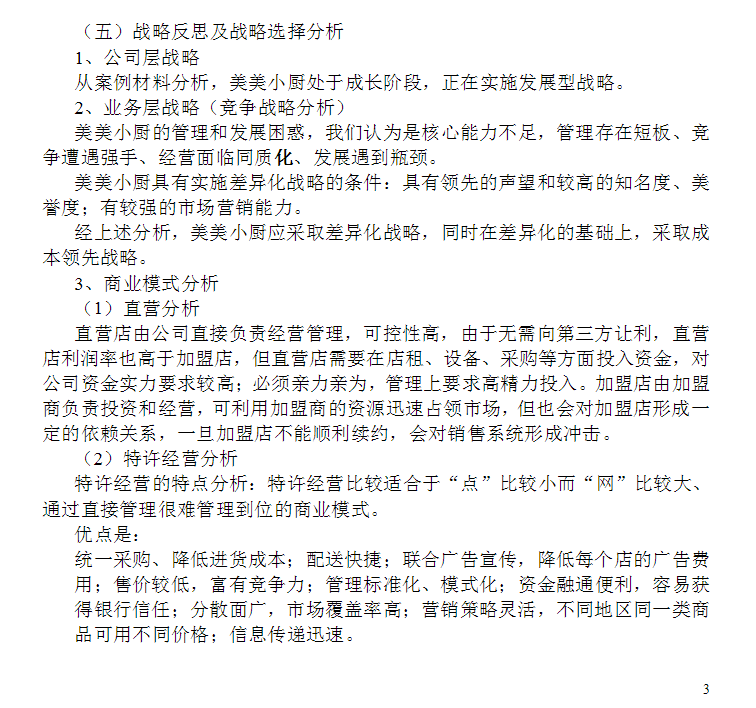 （五）战略反思及战略选择分析
1、公司层战略
从案例材料分析，美美小厨处于成长阶段，正在实施发展型战略。
2、业务层战略（竞争战略分析）
美美小厨的管理和发展困惑，我们认为是核心能力不足，管理存在短板、竞
争遭遇强手、经营面临同质化、发展遇到瓶颈。
美美小厨具有实施差异化战略的条件：具有领先的声望和较高的知名度、美
誉度；有较强的市场营销能力。
经上述分析，美美小厨应采取差异化战略，同时在差异化的基础上，采取成
本领先战略。
3、商业模式分析
（1）直营分析
直营店由公司直接负责经营管理，可控性高，由于无需向第三方让利，直营
店利润率也高于加盟店，但直营店需要在店租、设备、采购等方面投入资金，对
公司资金实力要求较高；必须亲力亲为，管理上要求高精力投入。加盟店由加盟
商负责投资和经营，可利用加盟商的资源迅速占领市场，但也会对加盟店形成一
定的依赖关系，一旦加盟店不能顺利续约，会对销售系统形成冲击。
（2）特许经营分析
特许经营的特点分析：特许经营比较适合于“点”比较小而“网”比较大、
通过直接管理很难管理到位的商业模式。
优点是：
统一采购、降低进货成本；配送快捷；联合广告宣传，降低每个店的广告费
用；售价较低，富有竞争力；管理标准化、模式化；资金融通便利，容易获
得银行信任；分散面广，市场覆盖率高；营销策略灵活，不同地区同一类商
品可用不同价格；信息传递迅速。
3